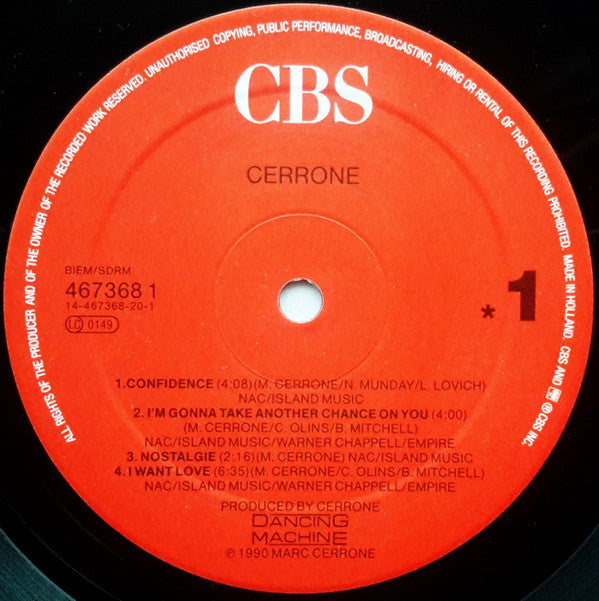 ALL RIGHTS OF THE PRODUCER AND OF THE OWNER OF THE RECORDED WORK RESERVED. UNAUTHORISED COPYING, PUBLIC PERFORMANCE, BROADCASTING, HIRING OR RENTAL OF THIS RECORDING PROHIBITED. MADE IN HOLLAND. CBS AND ℗ CBS INC.
CBS
CERRONE
BIEM/SDRM
467368 1
14-467368-20-1
LC 0149
* 1
1.CONFIDENCE (4:08)(M. CERRONE/N. MUNDAY/L. LOVICH)
NAC/ISLAND MUSIC
2. I'M GONNA TAKE ANOTHER CHANCE ON YOU (4:00)
(M. CERRONE/C. OLINS/B. MITCHELL)
NAC/ISLAND MUSIC/WARNER CHAPPELL/EMPIRE
3. NOSTALGIE (2:16)(M. CERRONE) NAC/ISLAND MUSIC
4. I WANT LOVE (6:35)(M. CERRONE/C. OLINS/B. MITCHELL)
NAC/ISLAND MUSIC/WARNER CHAPPELL/EMPIRE
PRODUCED BY CERRONE
DANCING
MACHINE
℗ 1990 MARC CERRONE